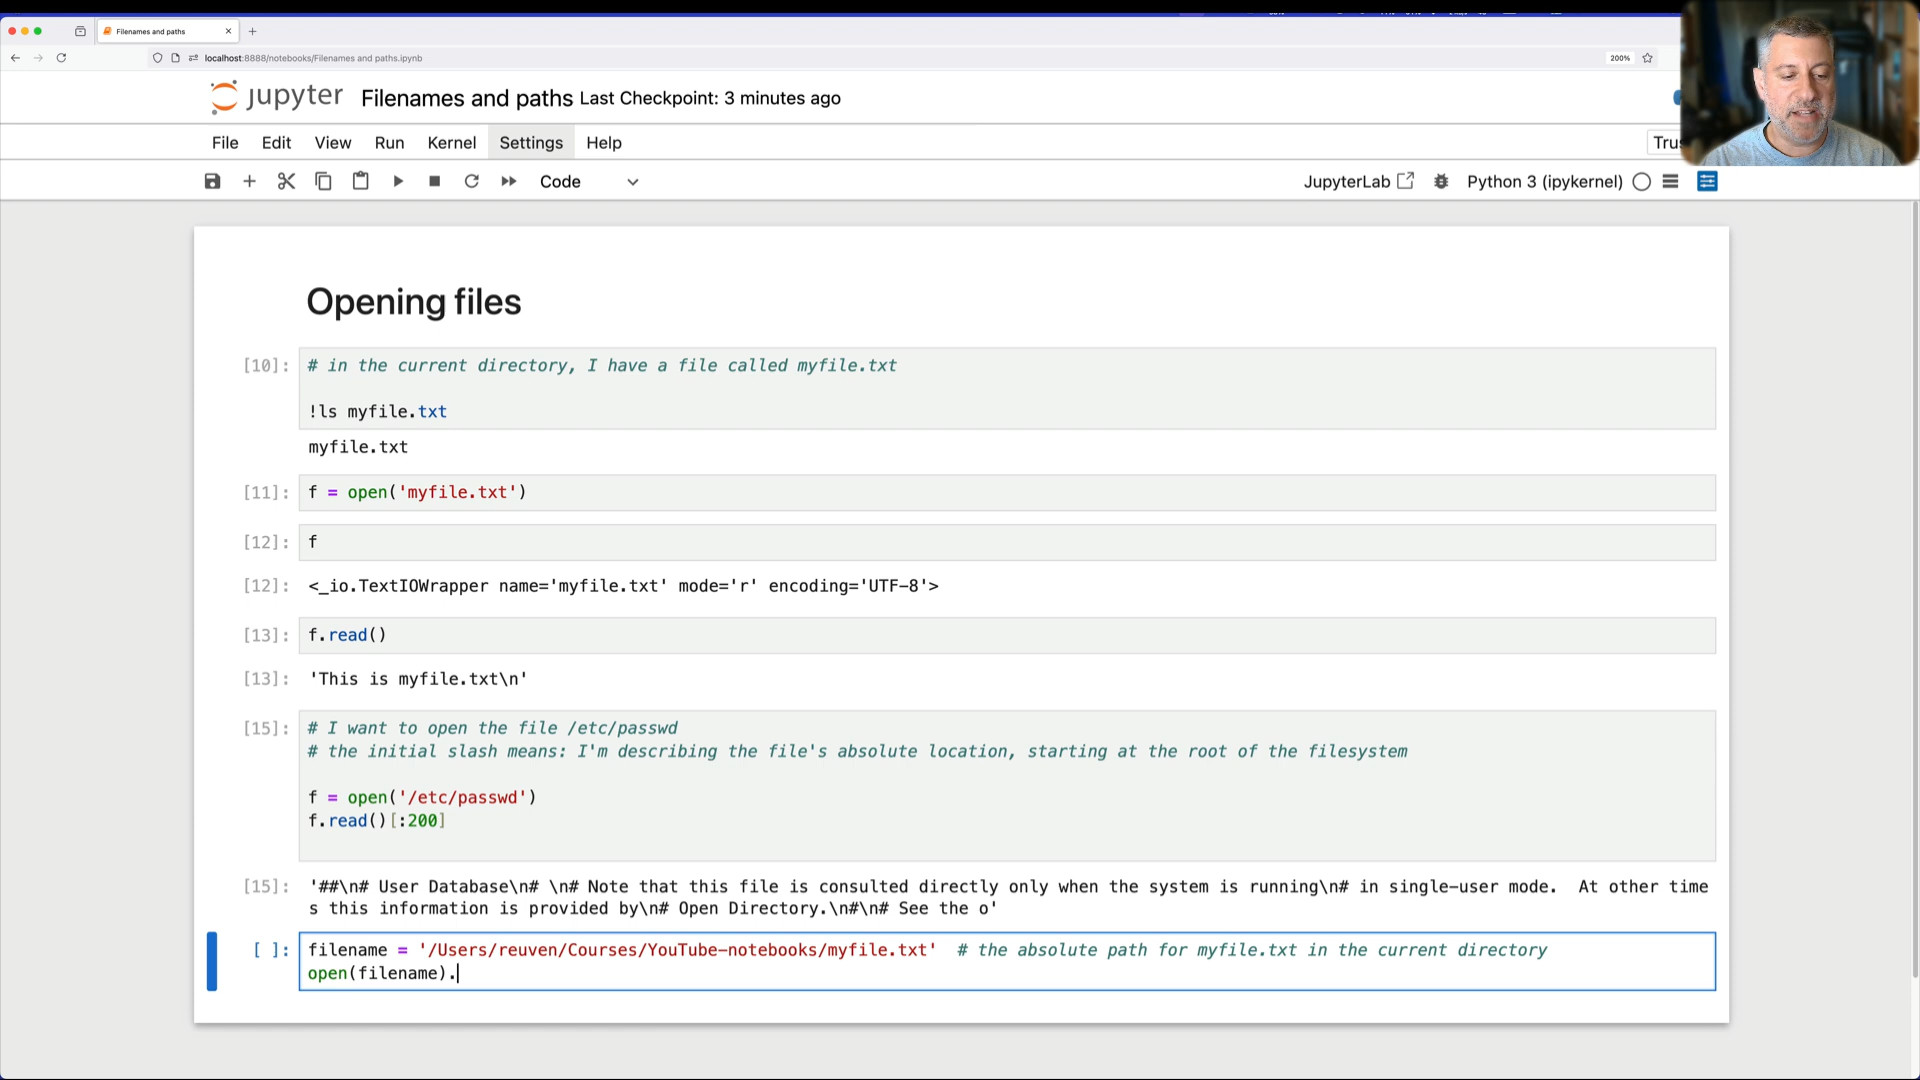 Filenames and paths
localhost:8888/notebooks/Filenames and paths.ipynb
200%
jupyter Filenames and paths Last Checkpoint: 3 minutes ago
File Edit View Run Kernel Settings Help
Code JupyterLab Python 3 (ipykernel)
Opening files
[10]: # in the current directory, I have a file called myfile.txt
!ls myfile.txt
myfile.txt
[11]: f = open('myfile.txt')
[12]: f
[12]: <_io.TextIOWrapper name='myfile.txt' mode='r' encoding='UTF-8'>
[13]: f.read()
[13]: 'This is myfile.txt\n'
[15]: # I want to open the file /etc/passwd
# the initial slash means: I'm describing the file's absolute location, starting at the root of the filesystem
f = open('/etc/passwd')
f.read()[:200]
[15]: '##\n# User Database\n# \n# Note that this file is consulted directly only when the system is running\n# in single-user mode.  At other time
s this information is provided by\n# Open Directory.\n#\n# See the o'
[ ]: filename = '/Users/reuven/Courses/YouTube-notebooks/myfile.txt'  # the absolute path for myfile.txt in the current directory
open(filename).